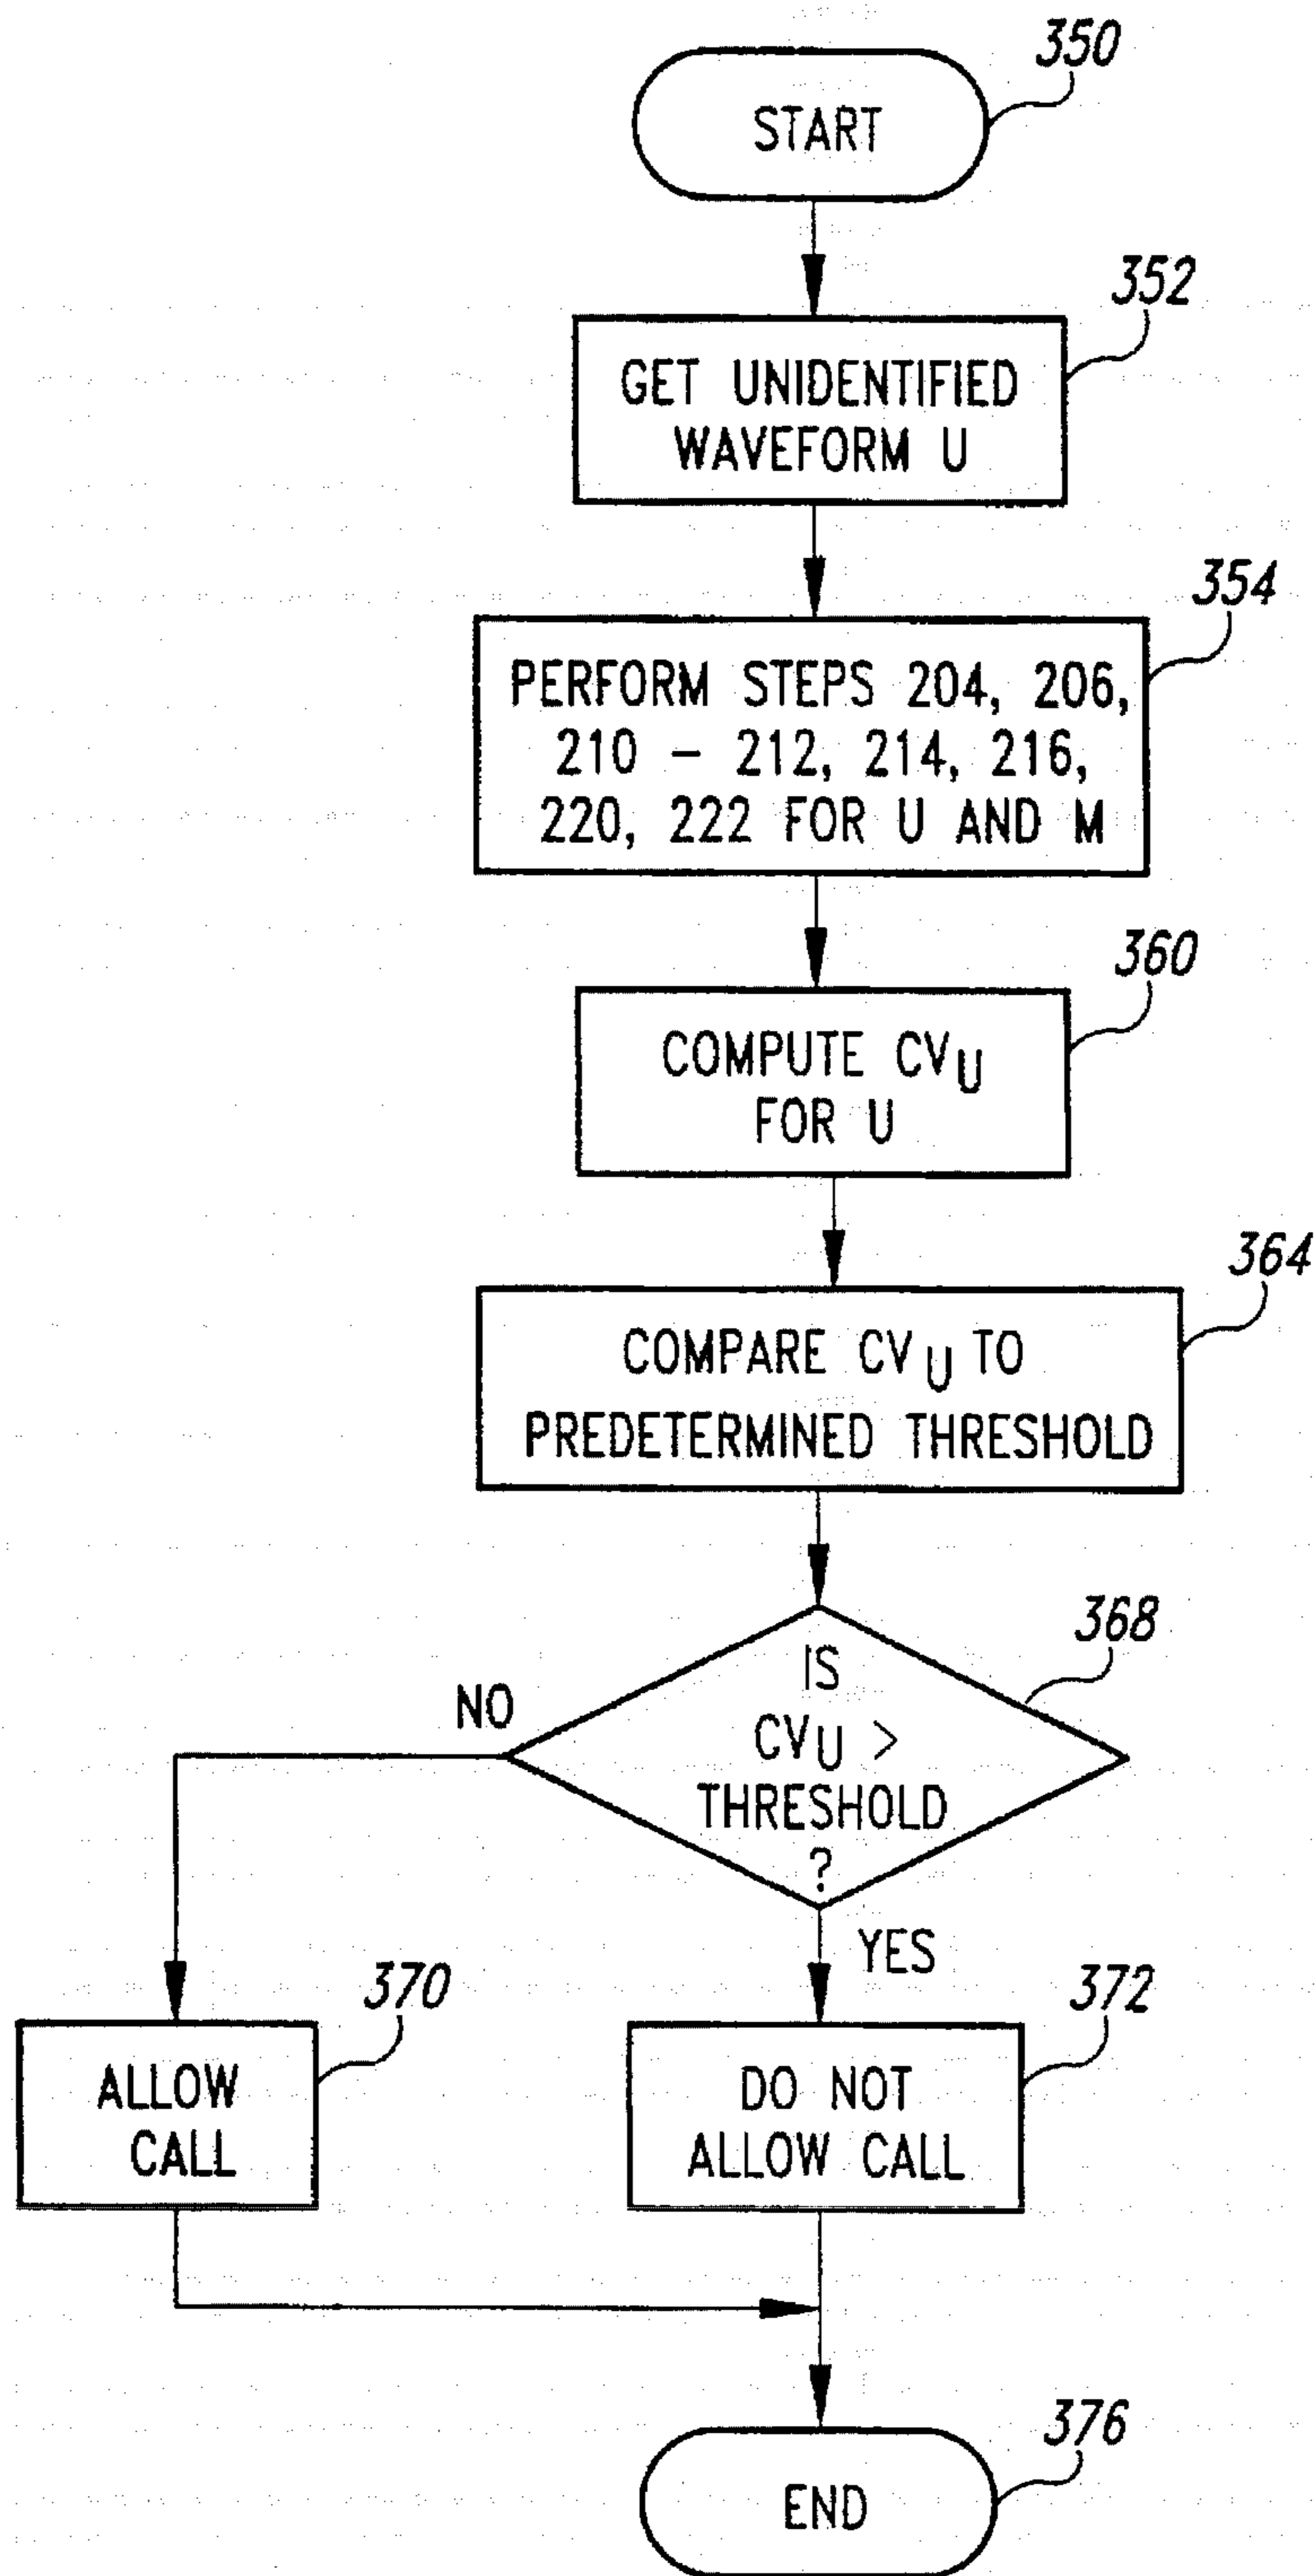 350
START
352
GET UNIDENTIFIED
WAVEFORM U
354
PERFORM STEPS 204, 206,
210 - 212, 214, 216,
220, 222 FOR U AND M
360
COMPUTE CVU
FOR U
364
COMPARE CVU TO
PREDETERMINED THRESHOLD
368
IS
CVU >
THRESHOLD
?
NO
YES
370
ALLOW
CALL
372
DO NOT
ALLOW CALL
376
END